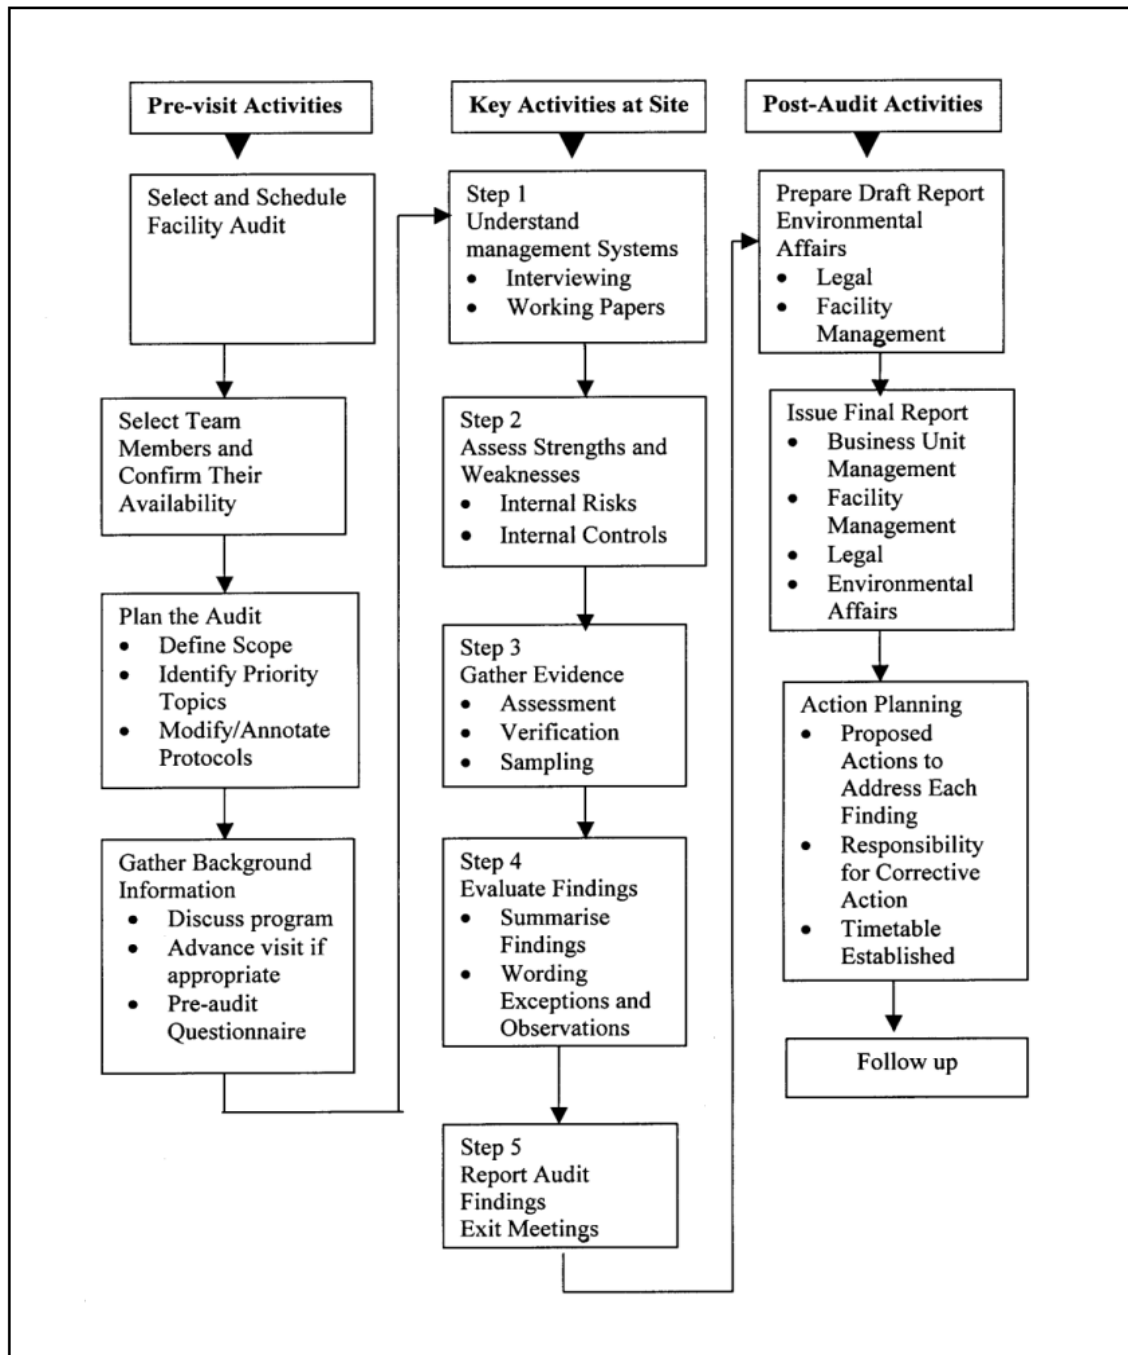 Pre-visit Activities
Select and Schedule
Facility Audit
Select Team
Members and
Confirm Their
Availability
Plan the Audit
• Define Scope
• Identify Priority
Topics
• Modify/Annotate
Protocols
Gather Background
Information
• Discuss program
• Advance visit if
appropriate
• Pre-audit
Questionnaire
Key Activities at Site
Step 1
Understand
management Systems
• Interviewing
• Working Papers
Step 2
Assess Strengths and
Weaknesses
• Internal Risks
• Internal Controls
Step 3
Gather Evidence
• Assessment
• Verification
• Sampling
Step 4
Evaluate Findings
• Summarise
Findings
• Wording
Exceptions and
Observations
Step 5
Report Audit
Findings
Exit Meetings
Post-Audit Activities
Prepare Draft Report
Environmental
Affairs
• Legal
• Facility
Management
Issue Final Report
• Business Unit
Management
• Facility
Management
• Legal
• Environmental
Affairs
Action Planning
• Proposed
Actions to
Address Each
Finding
• Responsibility
for Corrective
Action
• Timetable
Established
Follow up